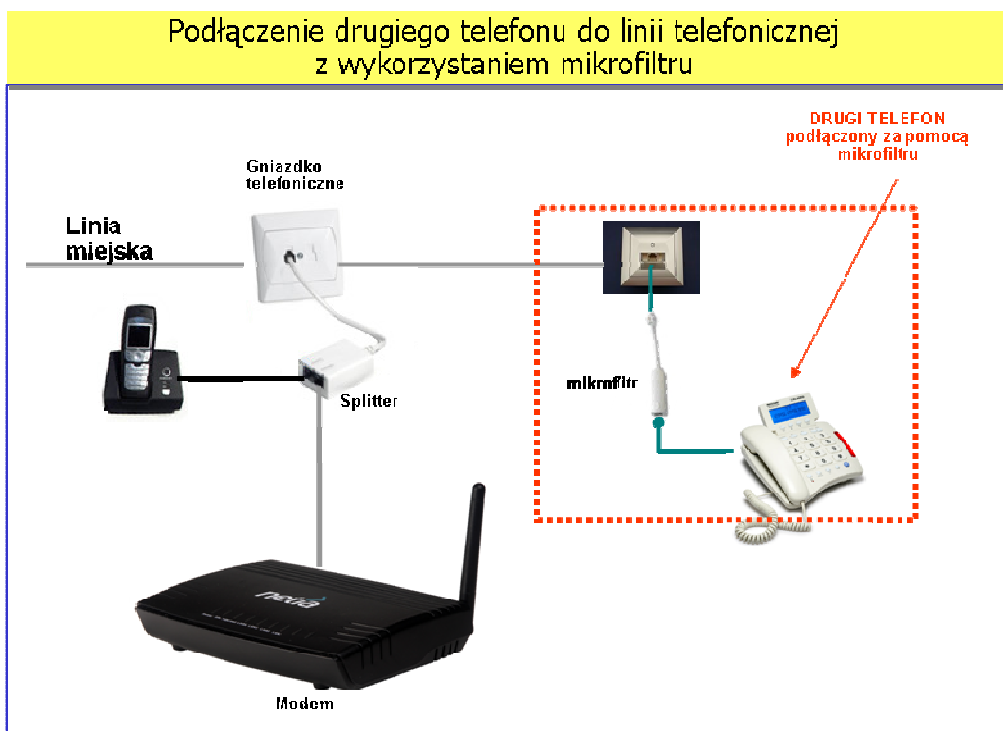 Podłączenie drugiego telefonu do linii telefonicznej
z wykorzystaniem mikrofiltru
DRUGI TELEFON
podłączony za pomocą
mikrofiltru
Gniazdko
telefoniczne
Linia
miejska
mikrofiltr
Splitter
nexia
Modem